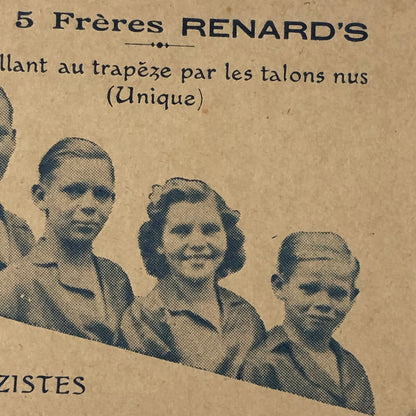 5 Frères RENARD'S
llant au trapèze par les talons nus
(Unique)
ZISTES